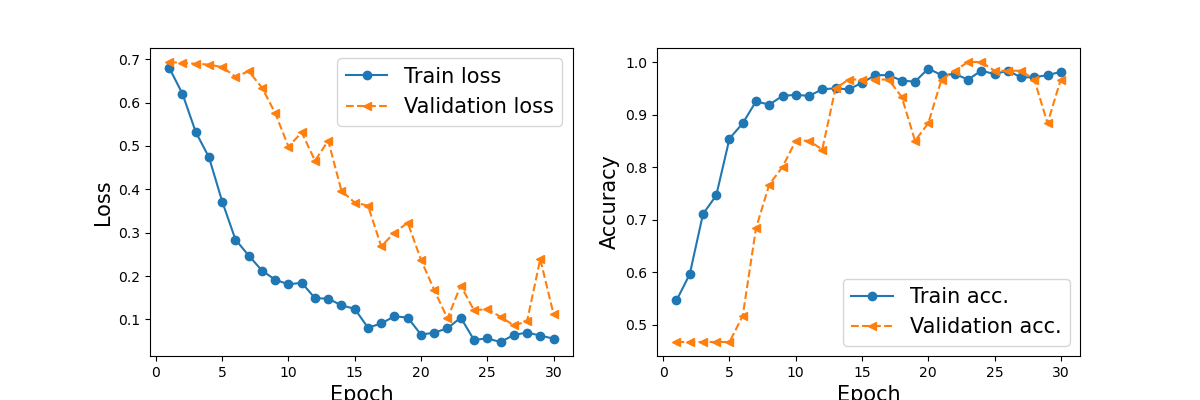 0.7
0.6
0.5
0.4
0.3
0.2
0.1
Loss
0 5 10 15 20 25 30
Epoch
Train loss
Validation loss
1.0
0.9
0.8
0.7
0.6
0.5
Accuracy
0 5 10 15 20 25 30
Epoch
Train acc.
Validation acc.